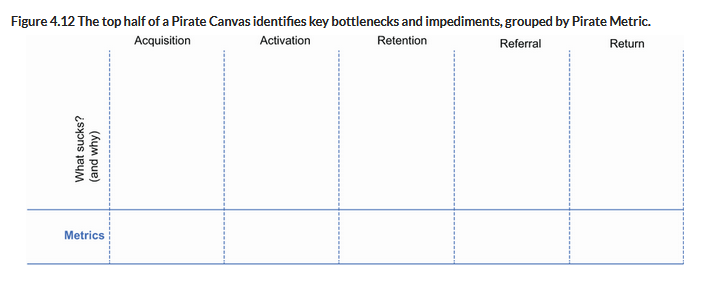 Figure 4.12 The top half of a Pirate Canvas identifies key bottlenecks and impediments, grouped by Pirate Metric.
Acquisition Activation Retention Referral Return
What sucks?
(and why)
Metrics